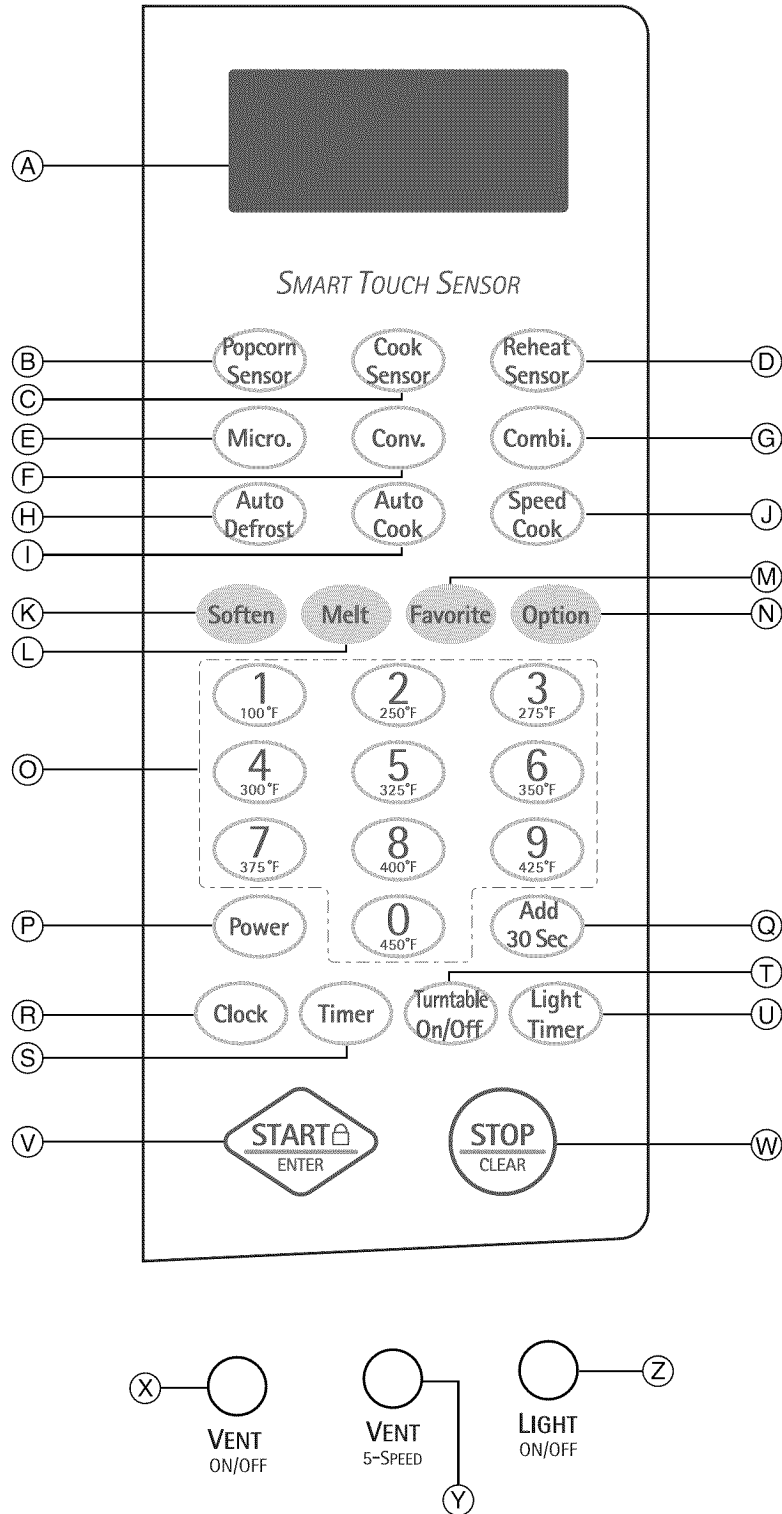 A
SMART TOUCH SENSOR
B
Popcorn
Sensor
Cook
Sensor
Reheat
Sensor
D
C
E
Micro.
Conv.
Combi.
G
F
H
Auto
Defrost
Auto
Cook
Speed
Cook
J
I
M
K
Soften
Melt
Favorite
Option
N
L
1
100°F
2
250°F
3
275°F
O
4
300°F
5
325°F
6
350°F
7
375°F
8
400°F
9
425°F
P
Power
0
450°F
Add
30 Sec
Q
T
R
Clock
Timer
Turntable
On/Off
Light
Timer
U
S
V
START
ENTER
STOP
CLEAR
W
X
VENT
ON/OFF
VENT
5-SPEED
LIGHT
ON/OFF
Z
Y